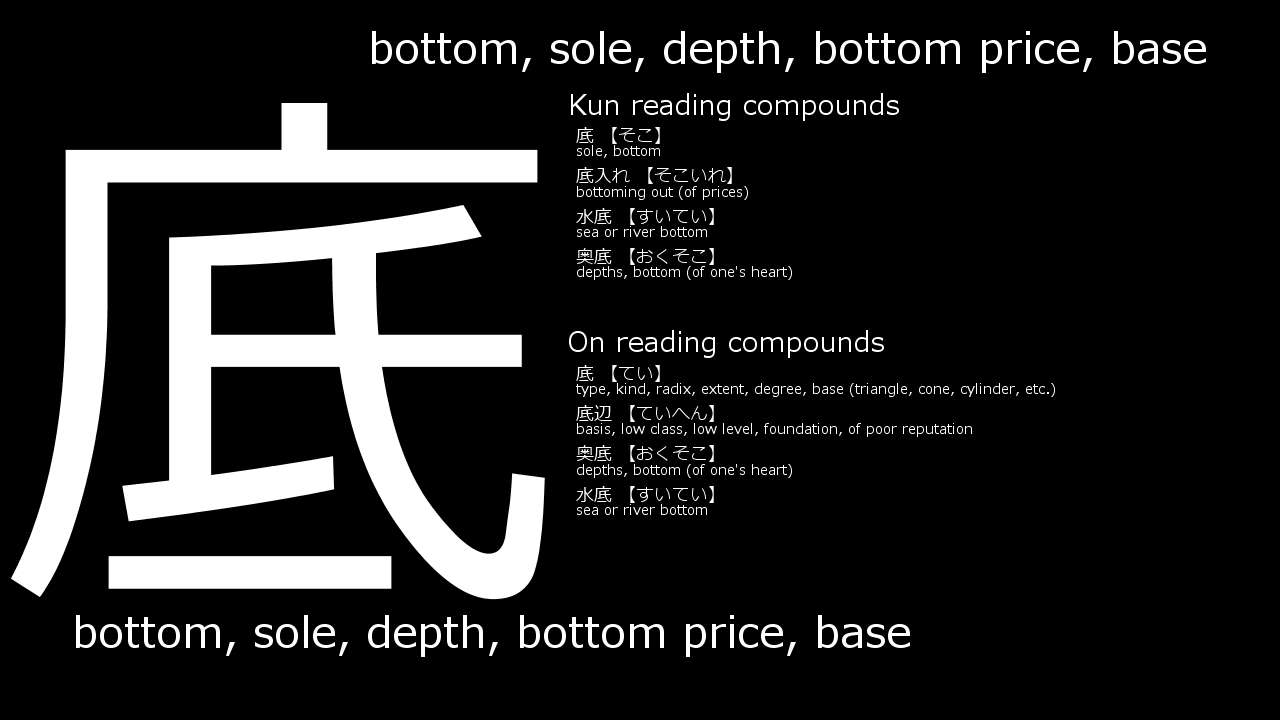 bottom, sole, depth, bottom price, base
底
Kun reading compounds
底 【そこ】
sole, bottom
底入れ 【そこいれ】
bottoming out (of prices)
水底 【すいてい】
sea or river bottom
奥底 【おくそこ】
depths, bottom (of one's heart)
On reading compounds
底 【てい】
type, kind, radix, extent, degree, base (triangle, cone, cylinder, etc.)
底辺 【ていへん】
basis, low class, low level, foundation, of poor reputation
奥底 【おくそこ】
depths, bottom (of one's heart)
水底 【すいてい】
sea or river bottom
bottom, sole, depth, bottom price, base